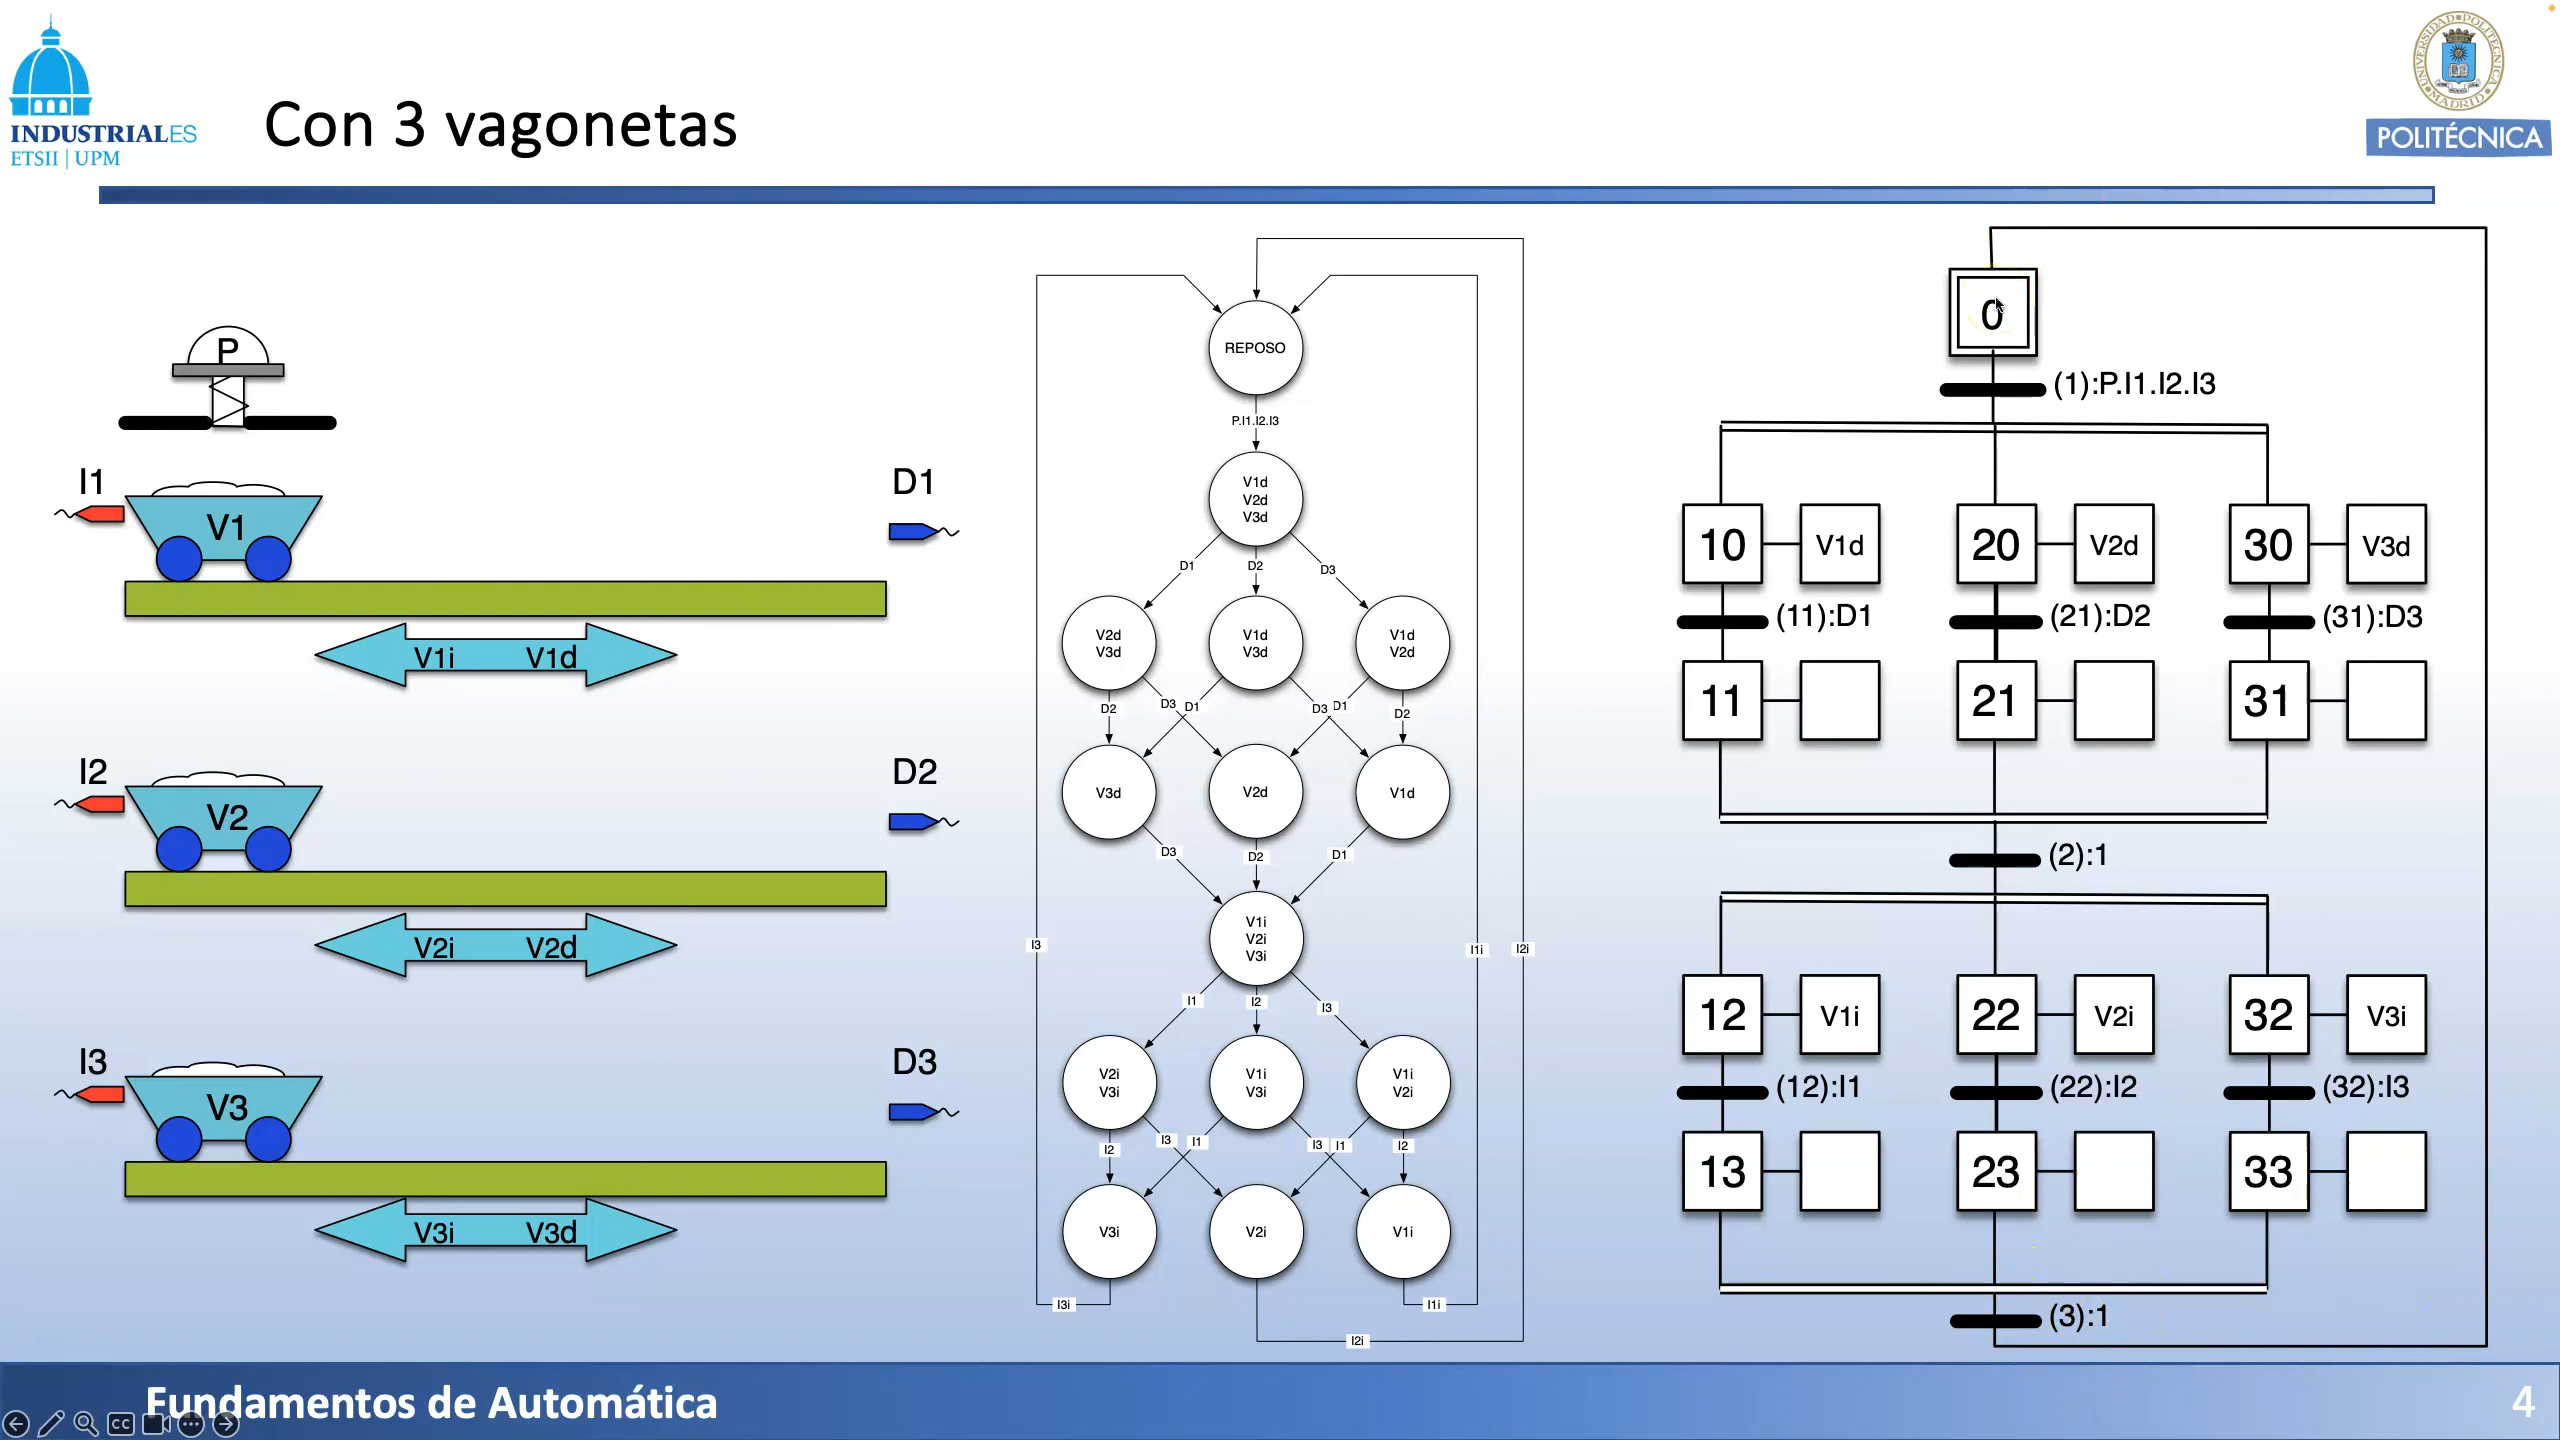 INDUSTRIALES
ETSII | UPM
Con 3 vagonetas
UNIVERSIDAD POLITÉCNICA
MADRID
POLITÉCNICA
P
I1
V1
D1
V1i
V1d
I2
V2
D2
V2i
V2d
I3
V3
D3
V3i
V3d
REPOSO
P.I1.I2.I3
V1d
V2d
V3d
D1
D2
D3
V2d
V3d
V1d
V3d
V1d
V2d
D2
D3
D1
D3
D1
D2
V3d
V2d
V1d
D3
D2
D1
V1i
V2i
V3i
I3
I1i
I2i
I1
I2
I3
V2i
V3i
V1i
V3i
V1i
V2i
I2
I3
I1
I3
I1
I2
V3i
V2i
V1i
I3i
I1i
I2i
0
(1):P.I1.I2.I3
10
V1d
20
V2d
30
V3d
(11):D1
(21):D2
(31):D3
11
21
31
(2):1
12
V1i
22
V2i
32
V3i
(12):I1
(22):I2
(32):I3
13
23
33
(3):1
Fundamentos de Automática
4
CC